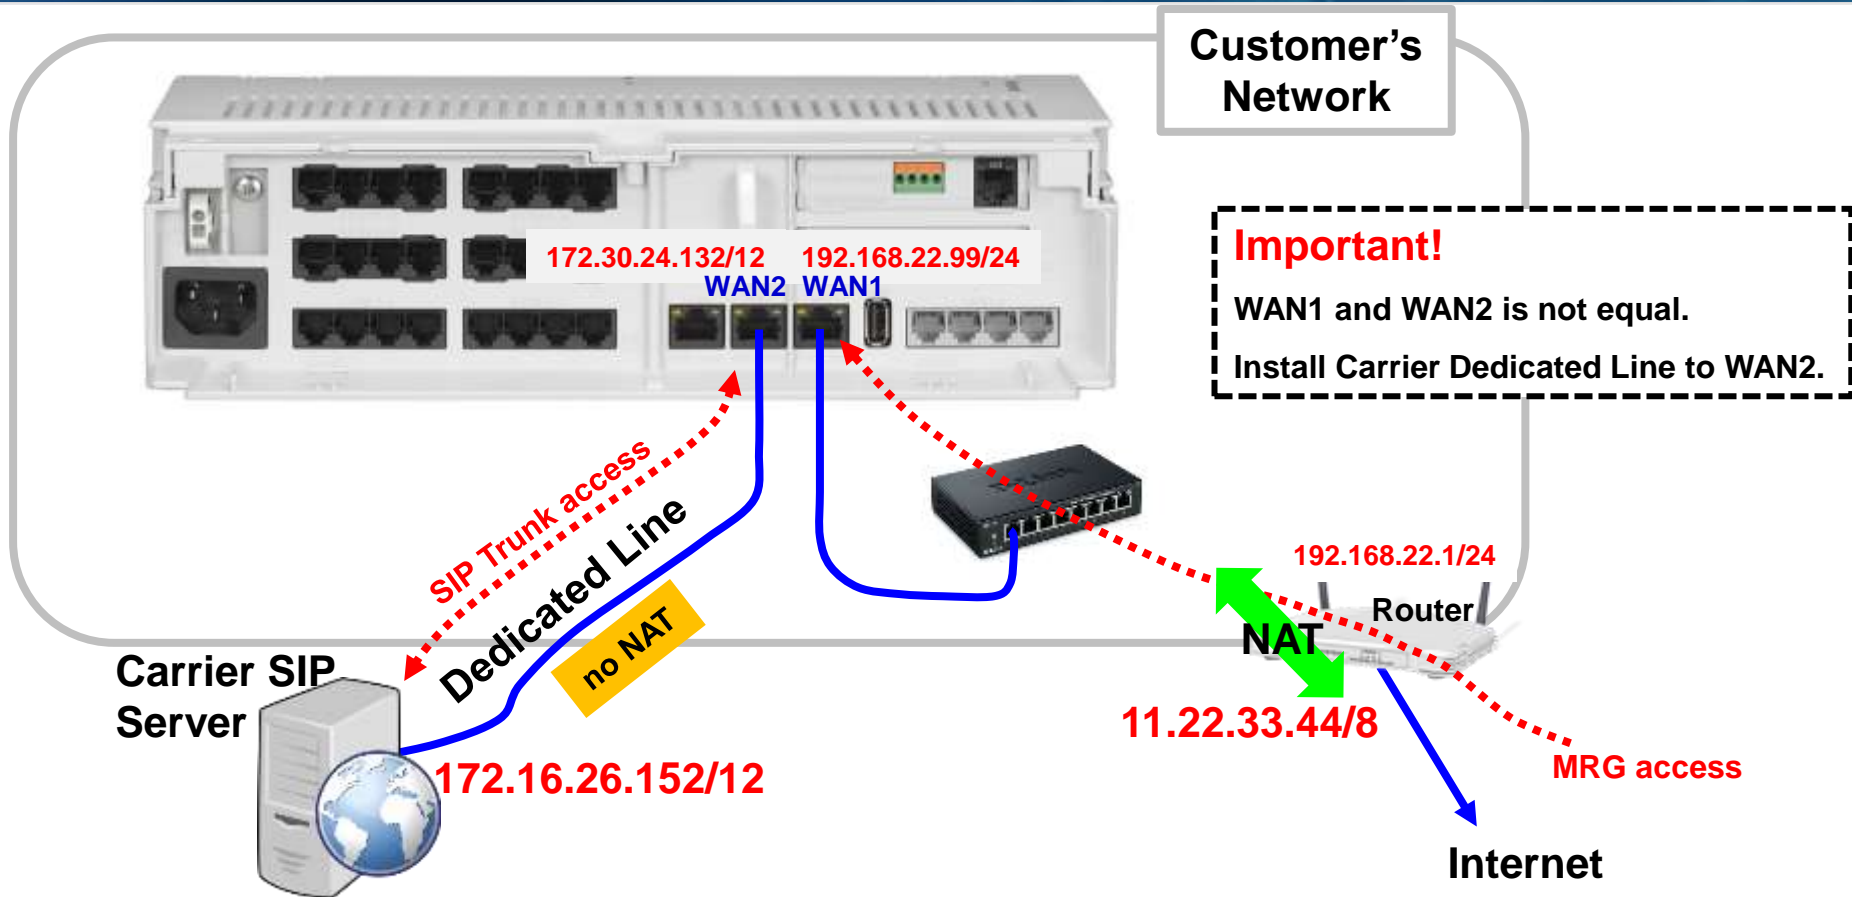 Customer's
Network
172.30.24.132/12
192.168.22.99/24
WAN2
WAN1
Important!
WAN1 and WAN2 is not equal.
Install Carrier Dedicated Line to WAN2.
SIP Trunk access
Dedicated Line
no NAT
192.168.22.1/24
Router
NAT
Carrier SIP
Server
11.22.33.44/8
172.16.26.152/12
MRG access
Internet